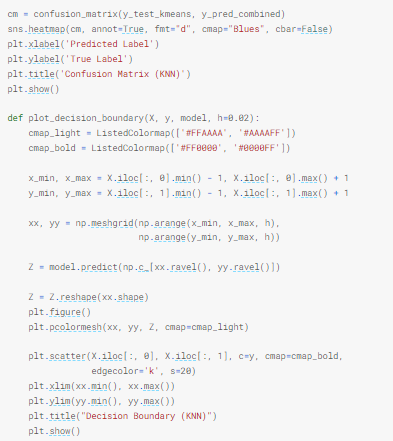 cm = confusion_matrix(y_test_kmeans, y_pred_combined)
sns.heatmap(cm, annot=True, fmt="d", cmap="Blues", cbar=False)
plt.xlabel('Predicted Label')
plt.ylabel('True Label')
plt.title('Confusion Matrix (KNN)')
plt.show()

def plot_decision_boundary(X, y, model, h=0.02):
    cmap_light = ListedColormap(['#FFAAAA', '#AAAAFF'])
    cmap_bold = ListedColormap(['#FF0000', '#0000FF'])

    x_min, x_max = X.iloc[:, 0].min() - 1, X.iloc[:, 0].max() + 1
    y_min, y_max = X.iloc[:, 1].min() - 1, X.iloc[:, 1].max() + 1

    xx, yy = np.meshgrid(np.arange(x_min, x_max, h),
                         np.arange(y_min, y_max, h))

    Z = model.predict(np.c_[xx.ravel(), yy.ravel()])

    Z = Z.reshape(xx.shape)
    plt.figure()
    plt.pcolormesh(xx, yy, Z, cmap=cmap_light)

    plt.scatter(X.iloc[:, 0], X.iloc[:, 1], c=y, cmap=cmap_bold,
                edgecolor='k', s=20)
    plt.xlim(xx.min(), xx.max())
    plt.ylim(yy.min(), yy.max())
    plt.title("Decision Boundary (KNN)")
    plt.show()